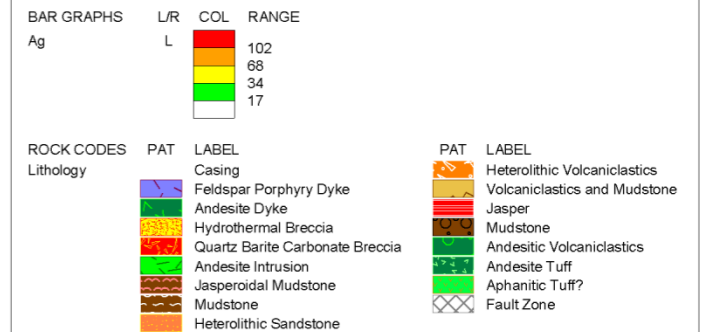 BAR GRAPHS L/R COL RANGE
Ag L
102
68
34
17
ROCK CODES PAT LABEL PAT LABEL
Lithology Casing Heterolithic Volcaniclastics
Feldspar Porphyry Dyke Volcaniclastics and Mudstone
Andesite Dyke Jasper
Hydrothermal Breccia Mudstone
Quartz Barite Carbonate Breccia Andesitic Volcaniclastics
Andesite Intrusion Andesite Tuff
Jasperoidal Mudstone Aphanitic Tuff?
Mudstone Fault Zone
Heterolithic Sandstone